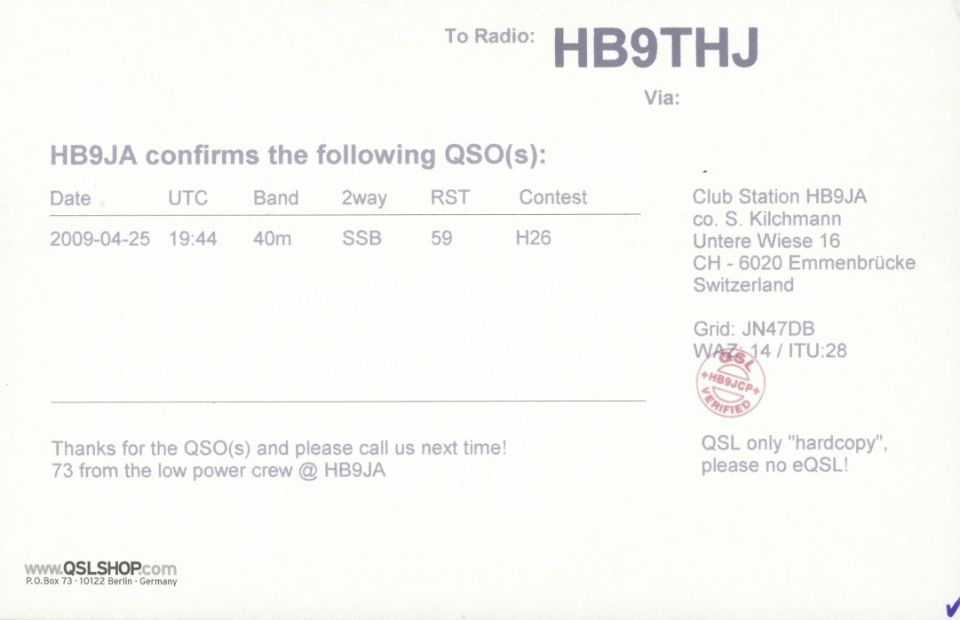 To Radio: HB9THJ
Via:
HB9JA confirms the following QSO(s):
Date UTC Band 2way RST Contest
2009-04-25 19:44 40m SSB 59 H26
Club Station HB9JA
co. S. Kilchmann
Untere Wiese 16
CH - 6020 Emmenbrücke
Switzerland
Grid: JN47DB
WAZ: 14 / ITU:28
QSL
+HB9JCP+
VERIFIED
Thanks for the QSO(s) and please call us next time!
73 from the low power crew @ HB9JA
QSL only "hardcopy",
please no eQSL!
www.QSLSHOP.com
P.O.Box 73 · 10122 Berlin · Germany